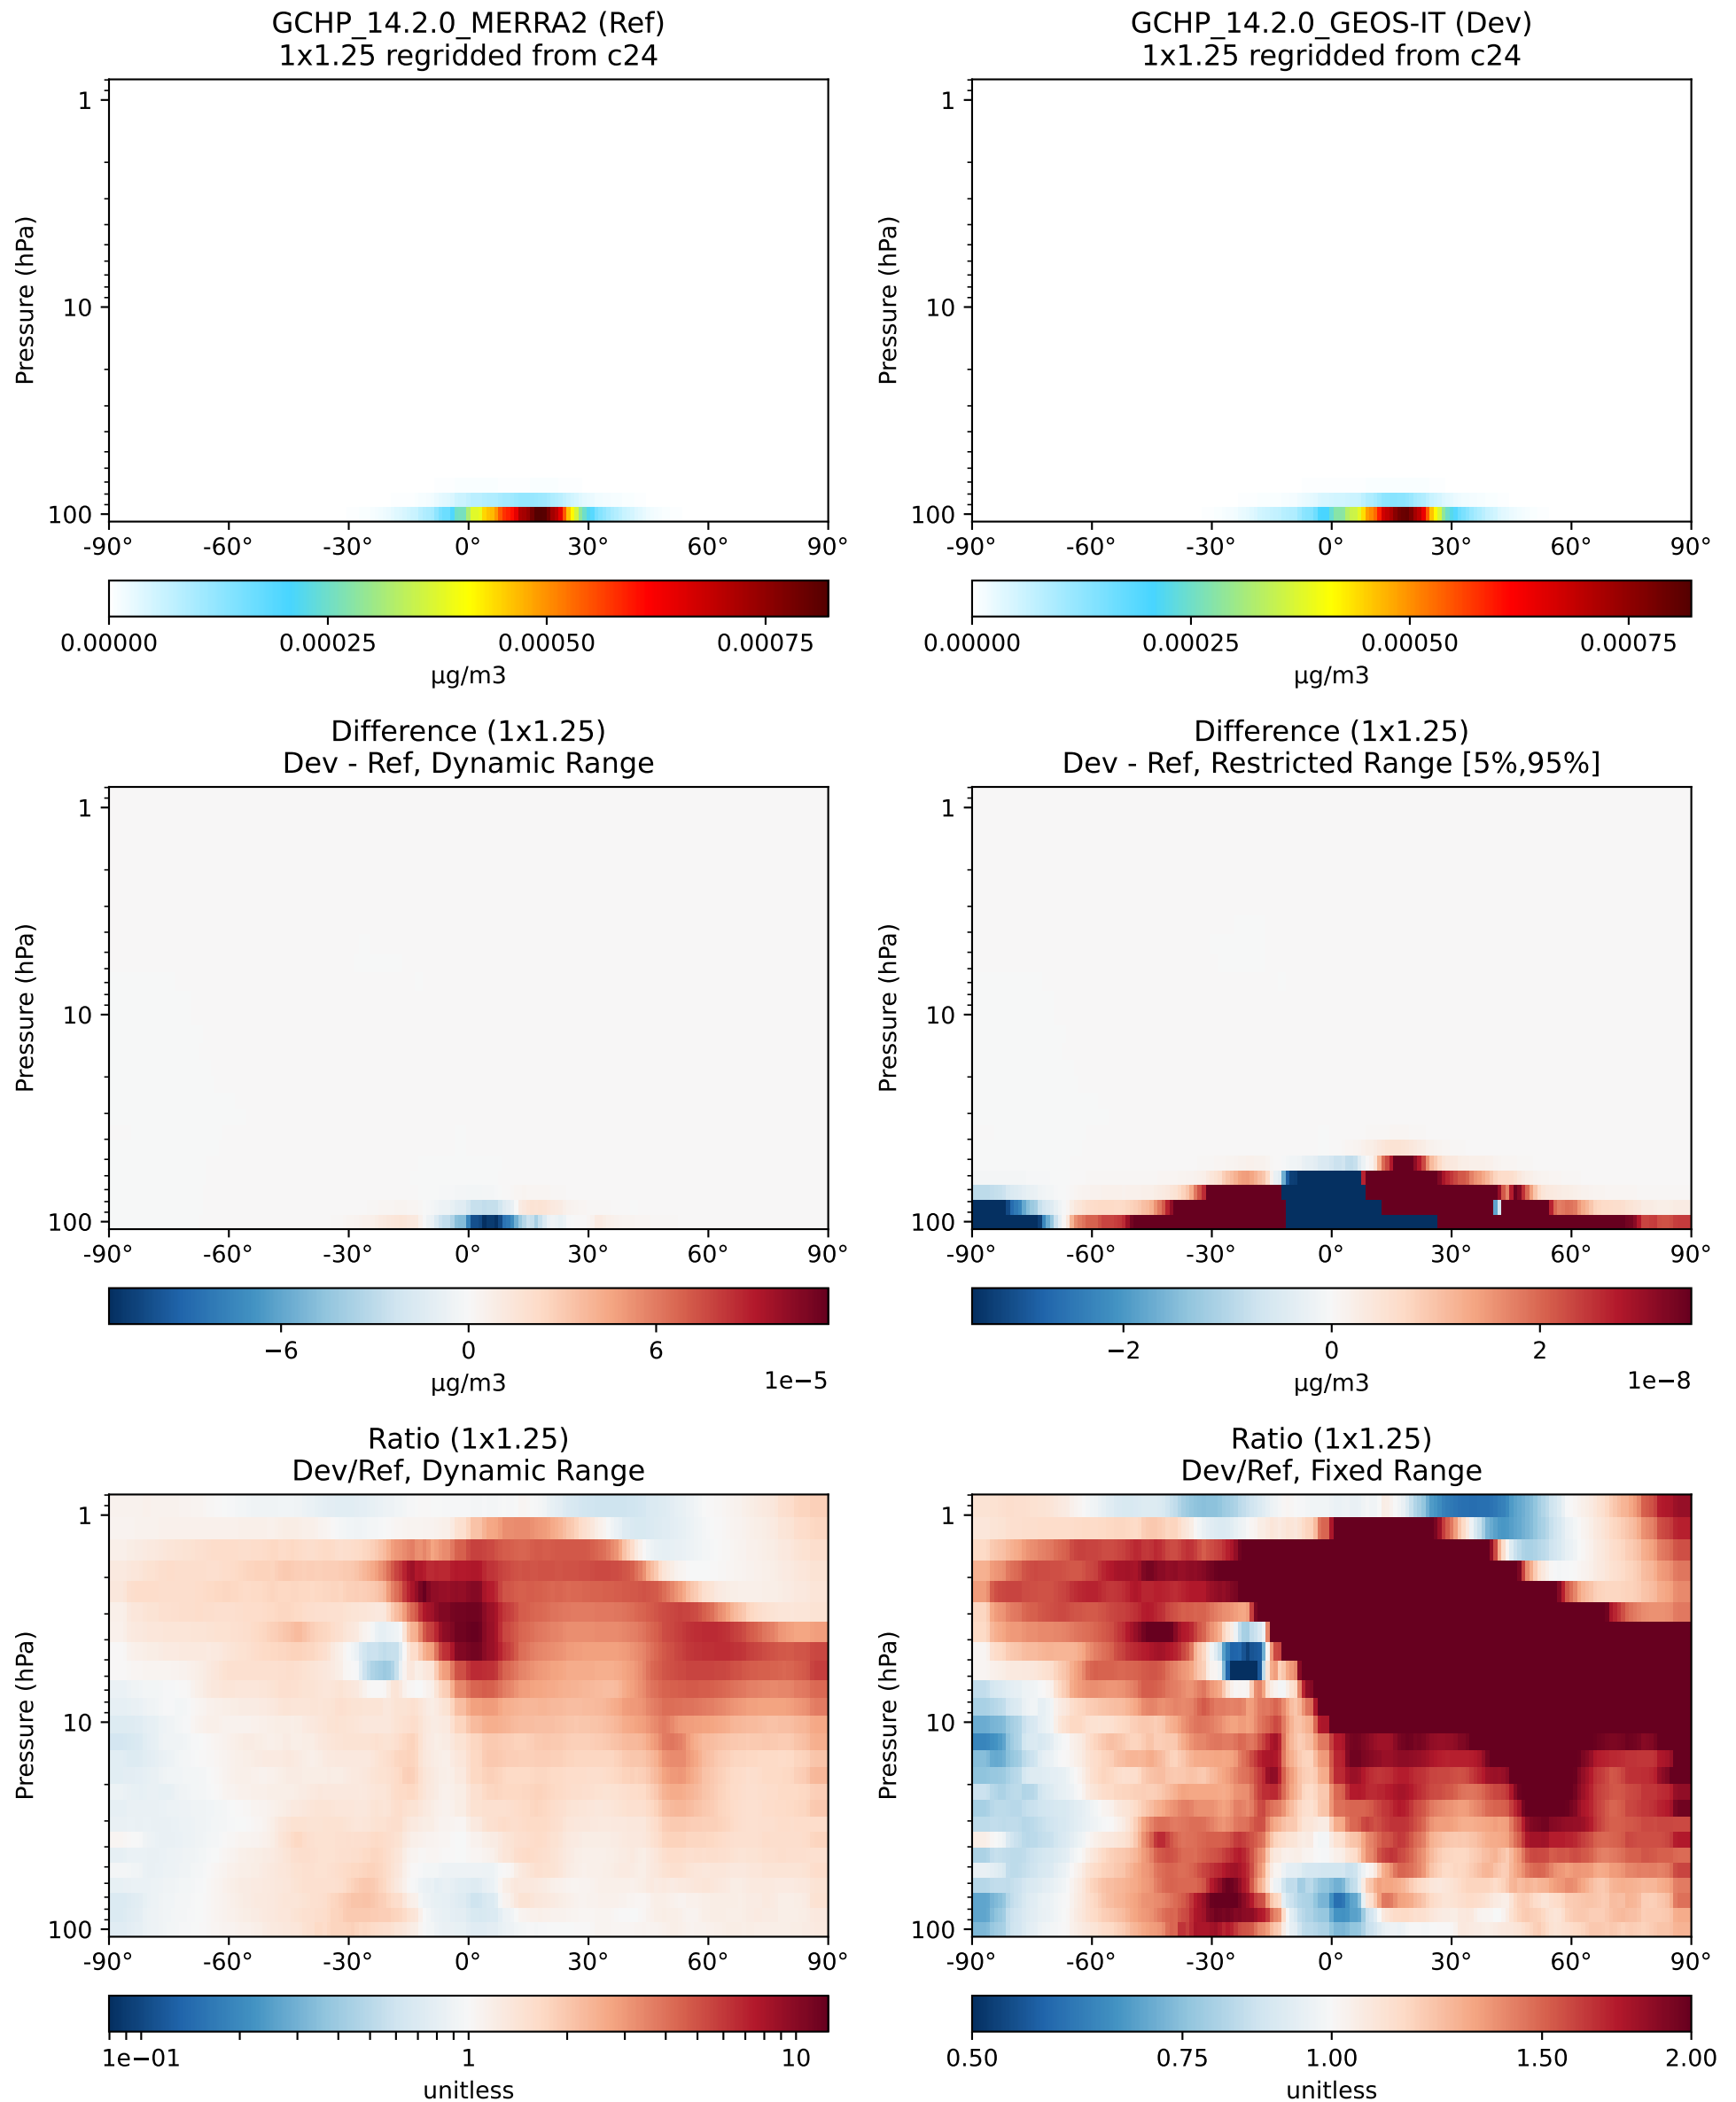 GCHP_14.2.0_MERRA2 (Ref)
1x1.25 regridded from c24
Pressure (hPa)
1
10
100
-90° -60° -30° 0° 30° 60° 90°
0.00000 0.00025 0.00050 0.00075
µg/m3
GCHP_14.2.0_GEOS-IT (Dev)
1x1.25 regridded from c24
Pressure (hPa)
1
10
100
-90° -60° -30° 0° 30° 60° 90°
0.00000 0.00025 0.00050 0.00075
µg/m3
Difference (1x1.25)
Dev - Ref, Dynamic Range
Pressure (hPa)
1
10
100
-90° -60° -30° 0° 30° 60° 90°
−6 0 6
µg/m3 1e−5
Difference (1x1.25)
Dev - Ref, Restricted Range [5%,95%]
Pressure (hPa)
1
10
100
-90° -60° -30° 0° 30° 60° 90°
−2 0 2
µg/m3 1e−8
Ratio (1x1.25)
Dev/Ref, Dynamic Range
Pressure (hPa)
1
10
100
-90° -60° -30° 0° 30° 60° 90°
1e−01 1 10
unitless
Ratio (1x1.25)
Dev/Ref, Fixed Range
Pressure (hPa)
1
10
100
-90° -60° -30° 0° 30° 60° 90°
0.50 0.75 1.00 1.50 2.00
unitless